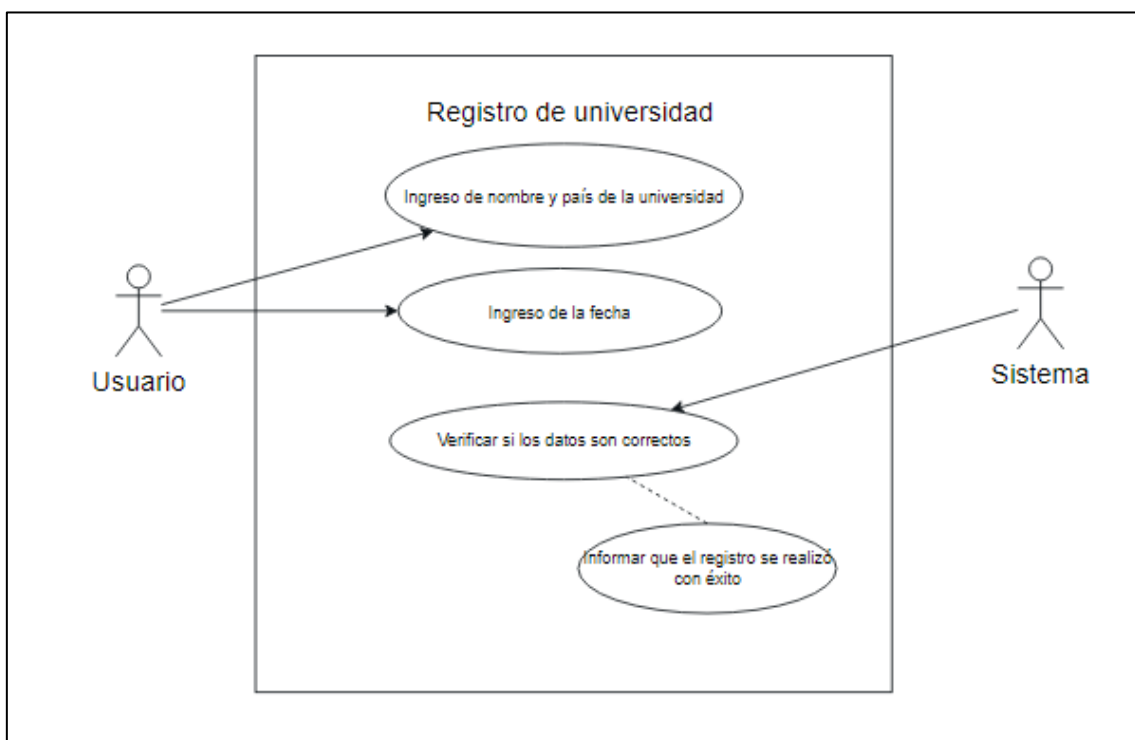 Registro de universidad
Ingreso de nombre y país de la universidad
Ingreso de la fecha
Usuario
Sistema
Verificar si los datos son correctos
Informar que el registro se realizó
con éxito